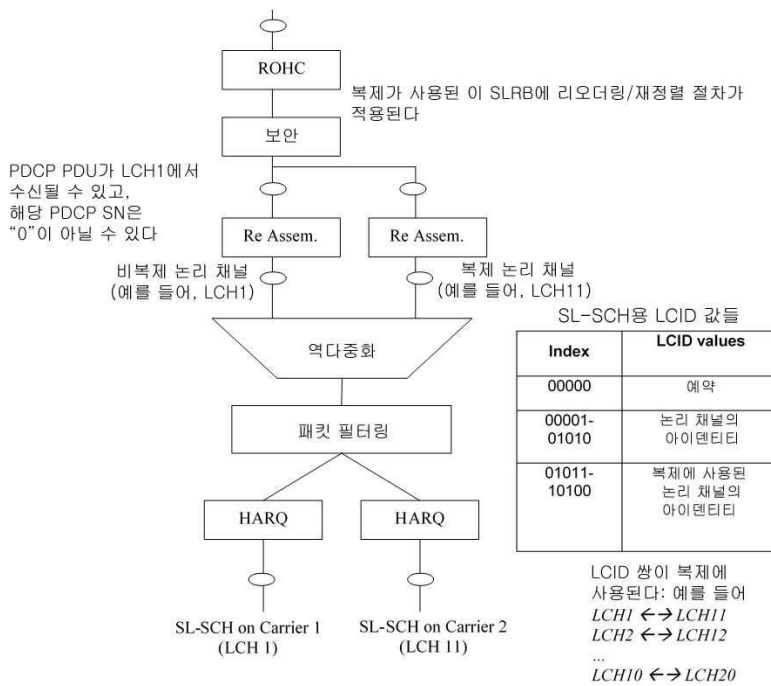 ROHC
복제가 사용된 이 SLRB에 리오더링/재정렬 절차가
적용된다
보안
PDCP PDU가 LCH1에서
수신될 수 있고,
해당 PDCP SN은
“0”이 아닐 수 있다
Re Assem.
Re Assem.
비복제 논리 채널
(예를 들어, LCH1)
복제 논리 채널
(예를 들어, LCH11)
역다중화
패킷 필터링
HARQ
HARQ
SL-SCH on Carrier 1
(LCH 1)
SL-SCH on Carrier 2
(LCH 11)
SL-SCH용 LCID 값들
Index
LCID values
00000
예약
00001-
01010
논리 채널의
아이덴티티
01011-
10100
복제에 사용된
논리 채널의
아이덴티티
LCID 쌍이 복제에
사용된다: 예를 들어
LCH1 ←→ LCH11
LCH2 ←→ LCH12
...
LCH10 ←→ LCH20